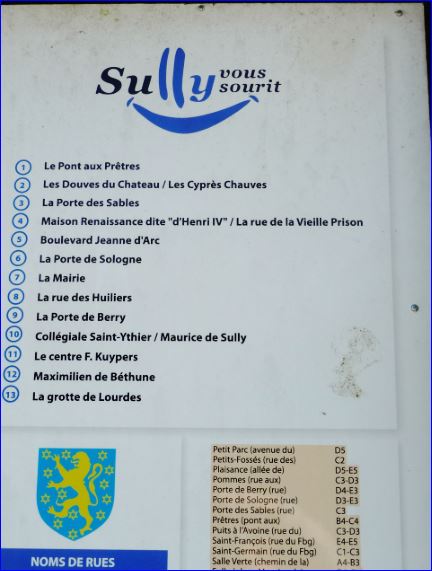 Sully vous
sourit
1 Le Pont aux Prêtres
2 Les Douves du Chateau / Les Cyprès Chauves
3 La Porte des Sables
4 Maison Renaissance dite "d'Henri IV" / La rue de la Vieille Prison
5 Boulevard Jeanne d'Arc
6 La Porte de Sologne
7 La Mairie
8 La rue des Huiliers
9 La Porte de Berry
10 Collégiale Saint-Ythier / Maurice de Sully
11 Le centre F. Kuypers
12 Maximilien de Béthune
13 La grotte de Lourdes
NOMS DE RUES
Petit Parc (avenue du) D5
Petits-Fossés (rue des) C2
Plaisance (allée de) D5-E5
Pommes (rue aux) C3-D3
Porte de Berry (rue) D4-E3
Porte de Sologne (rue) D3-E3
Porte des Sables (rue) C3
Prêtres (pont aux) B4-C4
Puits à l'Avoine (rue du) C3-D3
Saint-François (rue du Fbg) E4-E5
Saint-Germain (rue du Fbg) C1-C3
Salle Verte (chemin de la) A4-B3